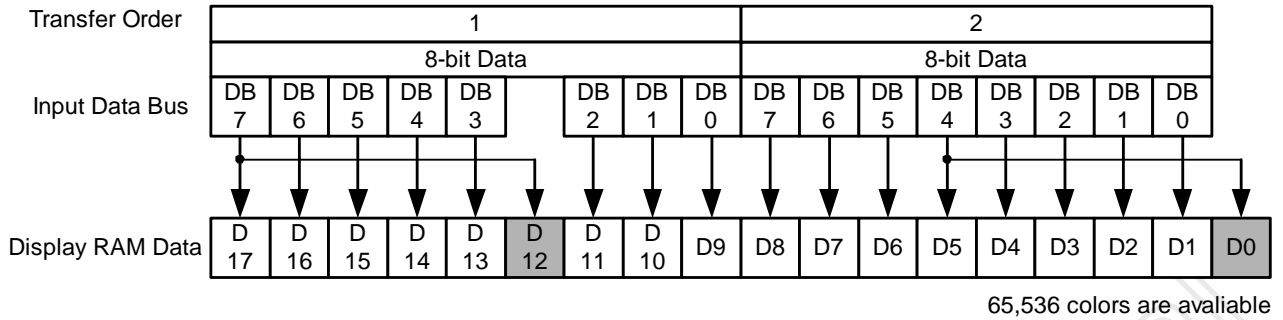 Transfer Order 1 2
8-bit Data 8-bit Data
Input Data Bus DB 7 DB 6 DB 5 DB 4 DB 3 DB 2 DB 1 DB 0 DB 7 DB 6 DB 5 DB 4 DB 3 DB 2 DB 1 DB 0
Display RAM Data D 17 D 16 D 15 D 14 D 13 D 12 D 11 D 10 D9 D8 D7 D6 D5 D4 D3 D2 D1 D0
65,536 colors are avaliable